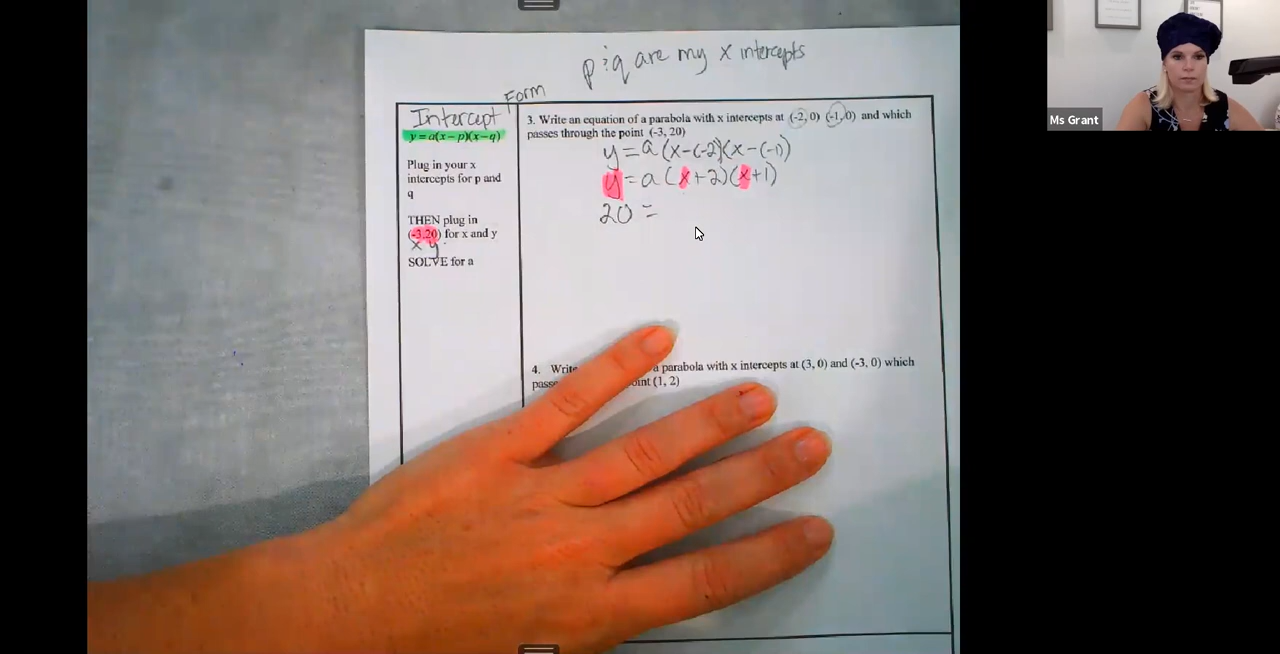 p & q are my x intercepts
Form
Intercept
y = a(x – p)(x – q)
Plug in your x
intercepts for p and
q
THEN plug in
(-3,20) for x and y
x y
SOLVE for a
3. Write an equation of a parabola with x intercepts at (-2, 0) (-1, 0) and which
passes through the point (-3, 20)
y = a (x-(-2)(x-(-1))
y = a (x+2)(x+1)
20 =
4. Write a parabola with x intercepts at (3, 0) and (-3, 0) which
(1, 2)
Ms Grant